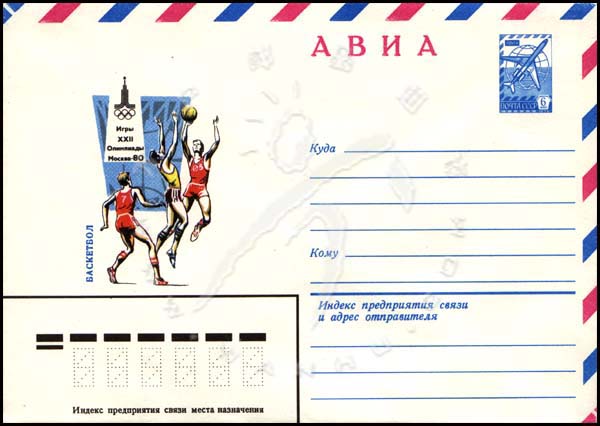 АВИА
ПОЧТА СССР 6
Игры
XXII
Олимпиады
Москва-80
7
БАСКЕТБОЛ
Куда
Кому
Индекс предприятия связи
и адрес отправителя
Индекс предприятия связи места назначения